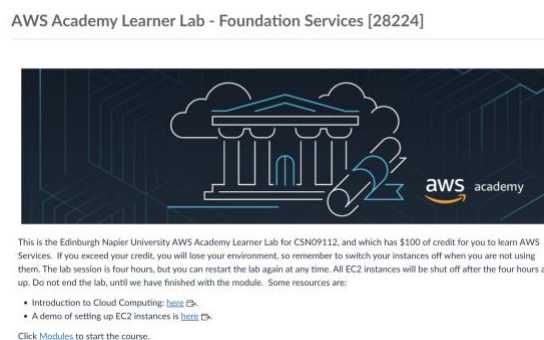 AWS Academy Learner Lab - Foundation Services [28224]
aws academy
This is the Edinburgh Napier University AWS Academy Learner Lab for CSN09112, and which has $100 of credit for you to learn AWS
Services. If you exceed your credit, you will lose your environment, so remember to switch your instances off when you are not using
them. The lab session is four hours, but you can restart the lab again at any time. All EC2 instances will be shut off after the four hours a
up. Do not end the lab, until we have finished with the module. Some resources are:
• Introduction to Cloud Computing: here
• A demo of setting up EC2 instances is here
Click Modules to start the course.